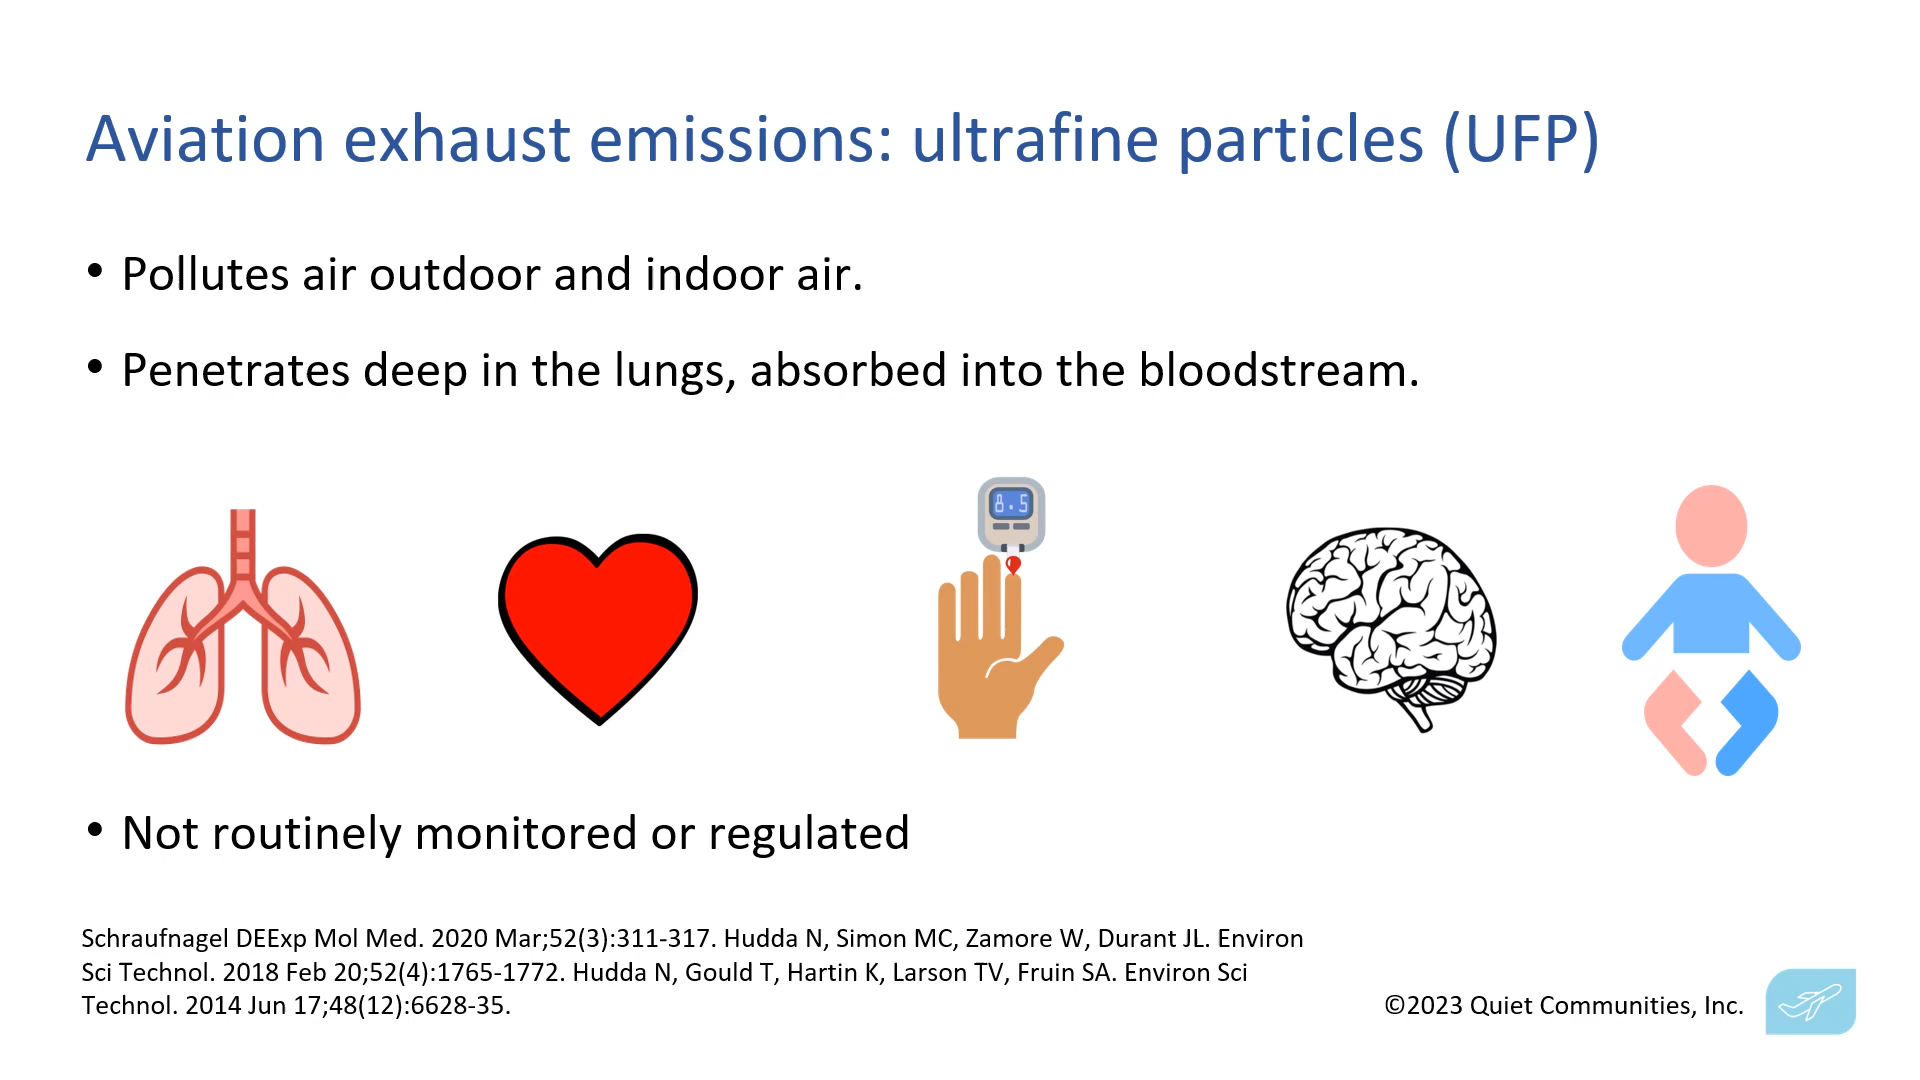 Aviation exhaust emissions: ultrafine particles (UFP)
• Pollutes air outdoor and indoor air.
• Penetrates deep in the lungs, absorbed into the bloodstream.
8.5
• Not routinely monitored or regulated
Schraufnagel DEExp Mol Med. 2020 Mar;52(3):311-317. Hudda N, Simon MC, Zamore W, Durant JL. Environ
Sci Technol. 2018 Feb 20;52(4):1765-1772. Hudda N, Gould T, Hartin K, Larson TV, Fruin SA. Environ Sci
Technol. 2014 Jun 17;48(12):6628-35.
©2023 Quiet Communities, Inc.